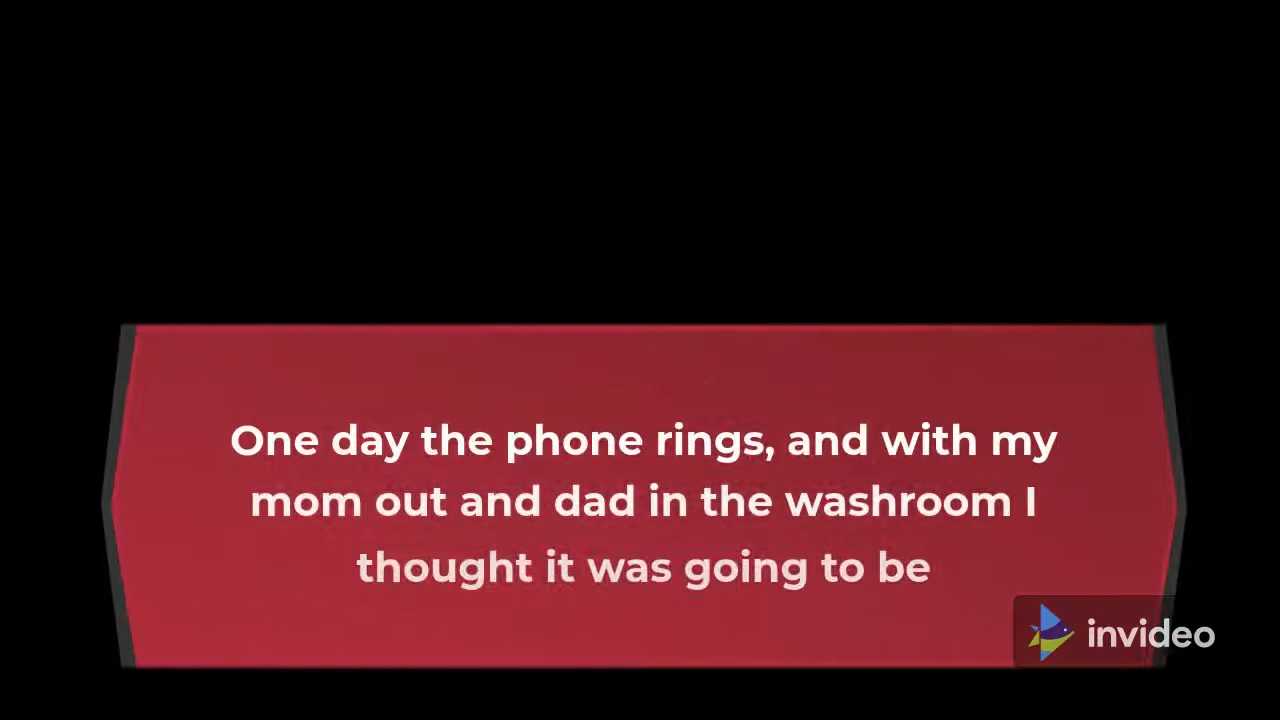 One day the phone rings, and with my
mom out and dad in the washroom I
thought it was going to be
invideo